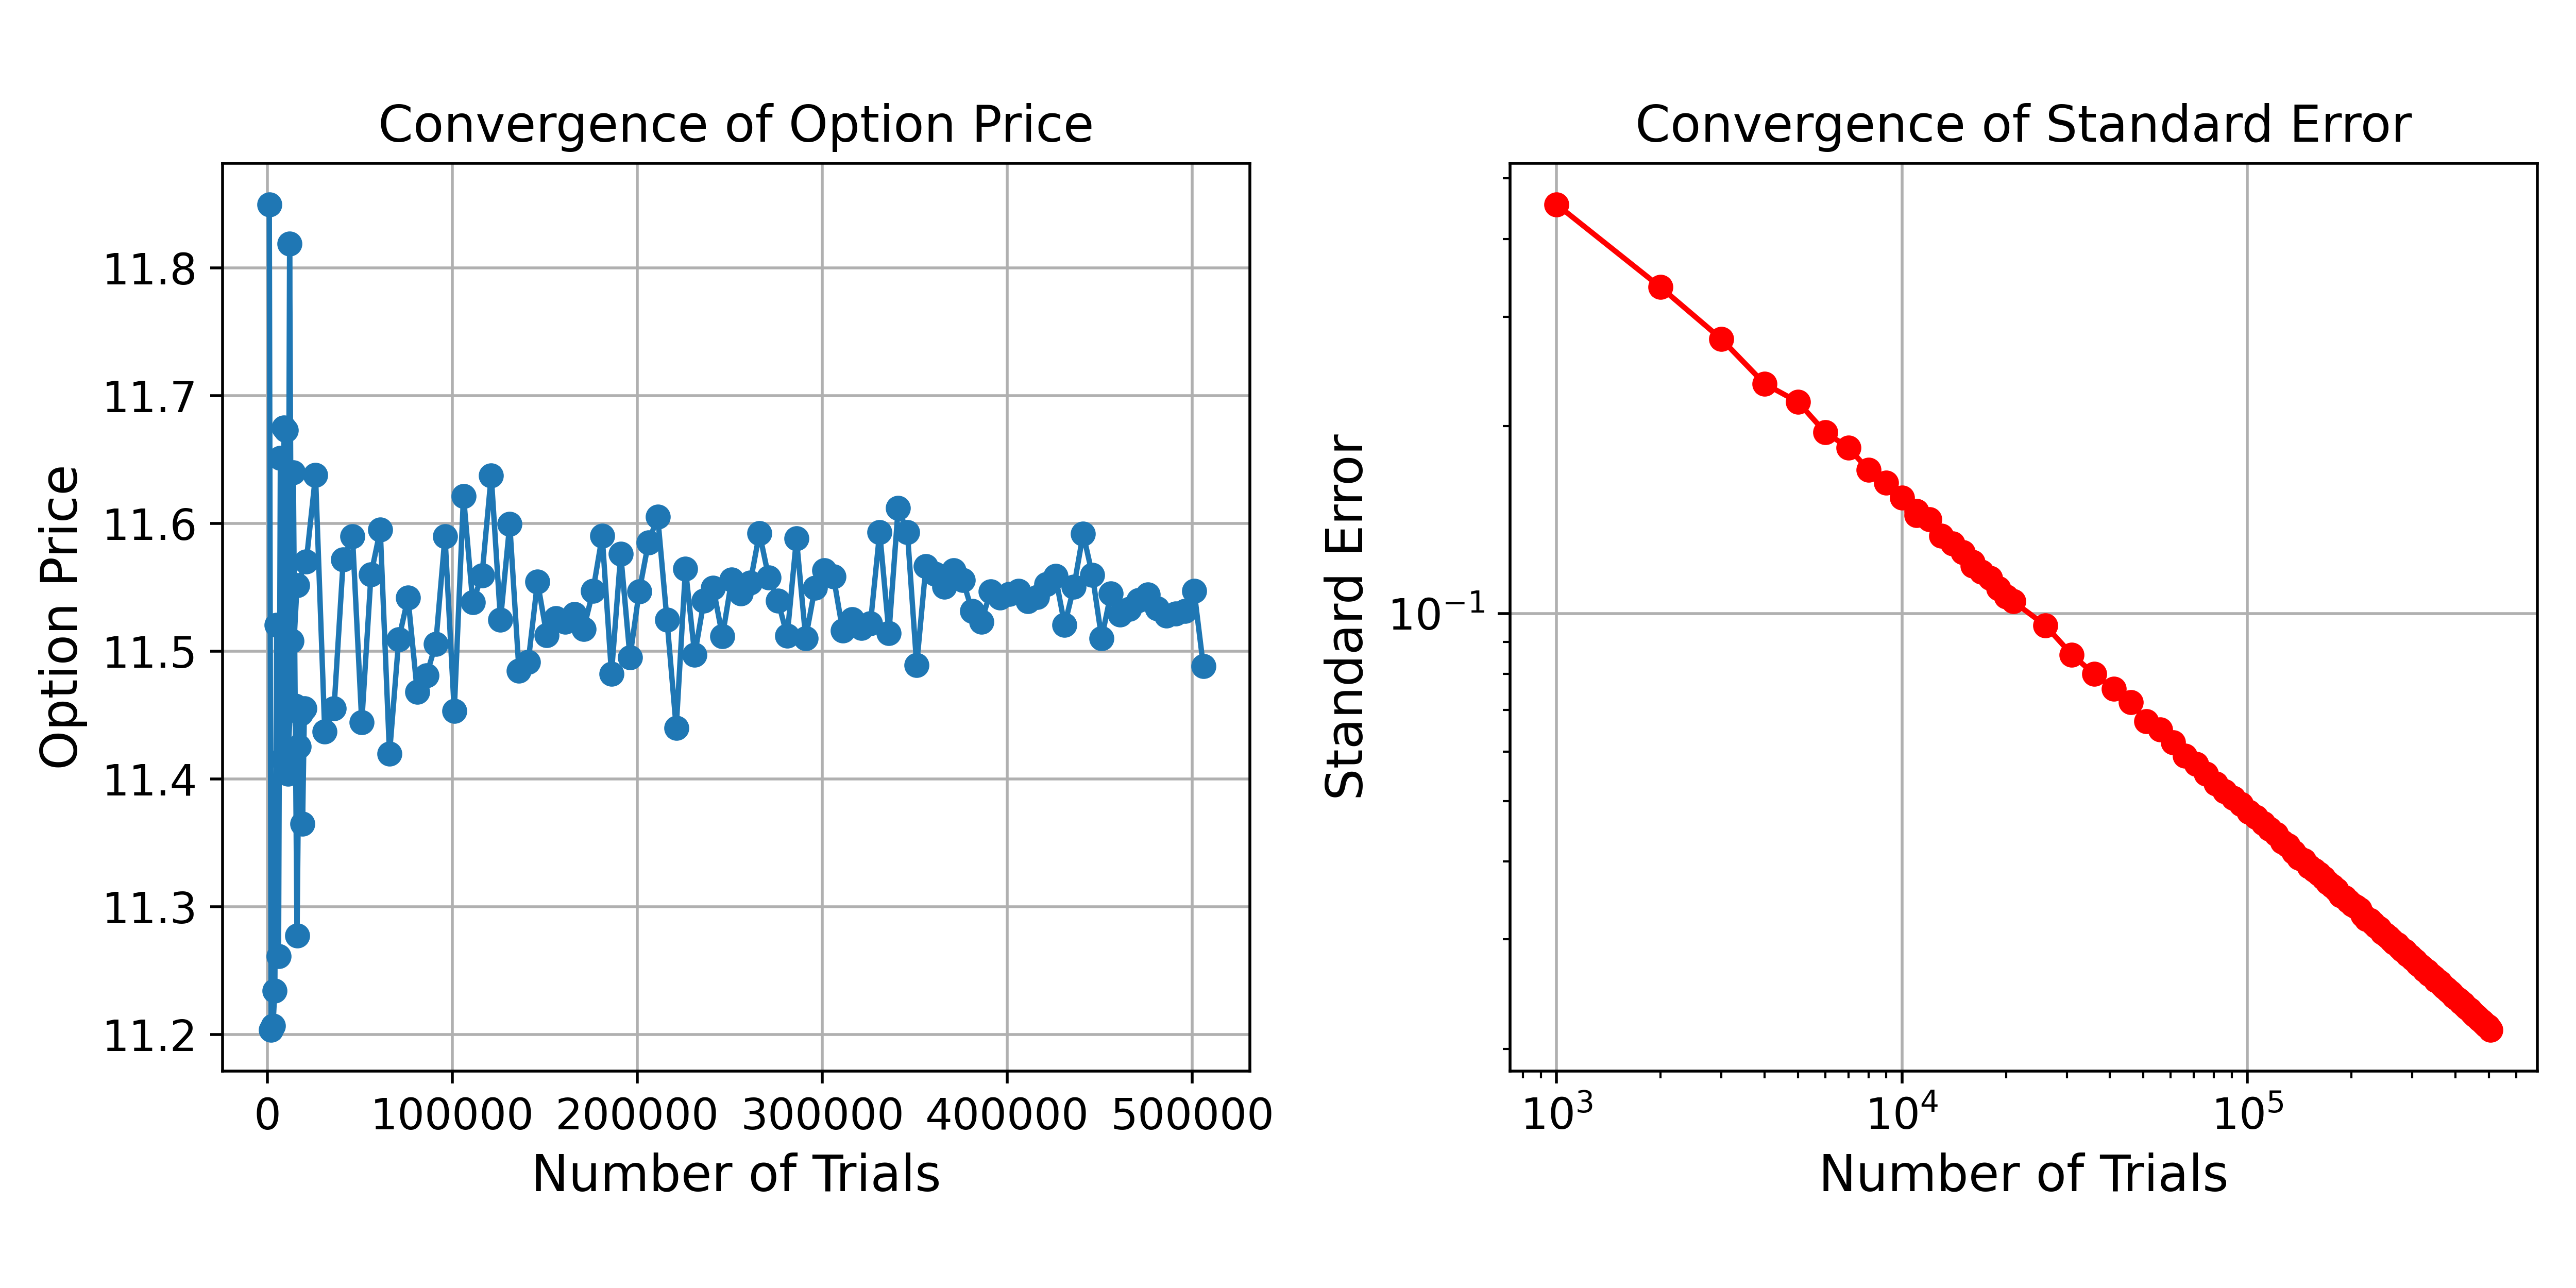 Convergence of Option Price
Option Price
11.8
11.7
11.6
11.5
11.4
11.3
11.2
0 100000 200000 300000 400000 500000
Number of Trials
Convergence of Standard Error
Standard Error
10⁻¹
10³ 10⁴ 10⁵
Number of Trials